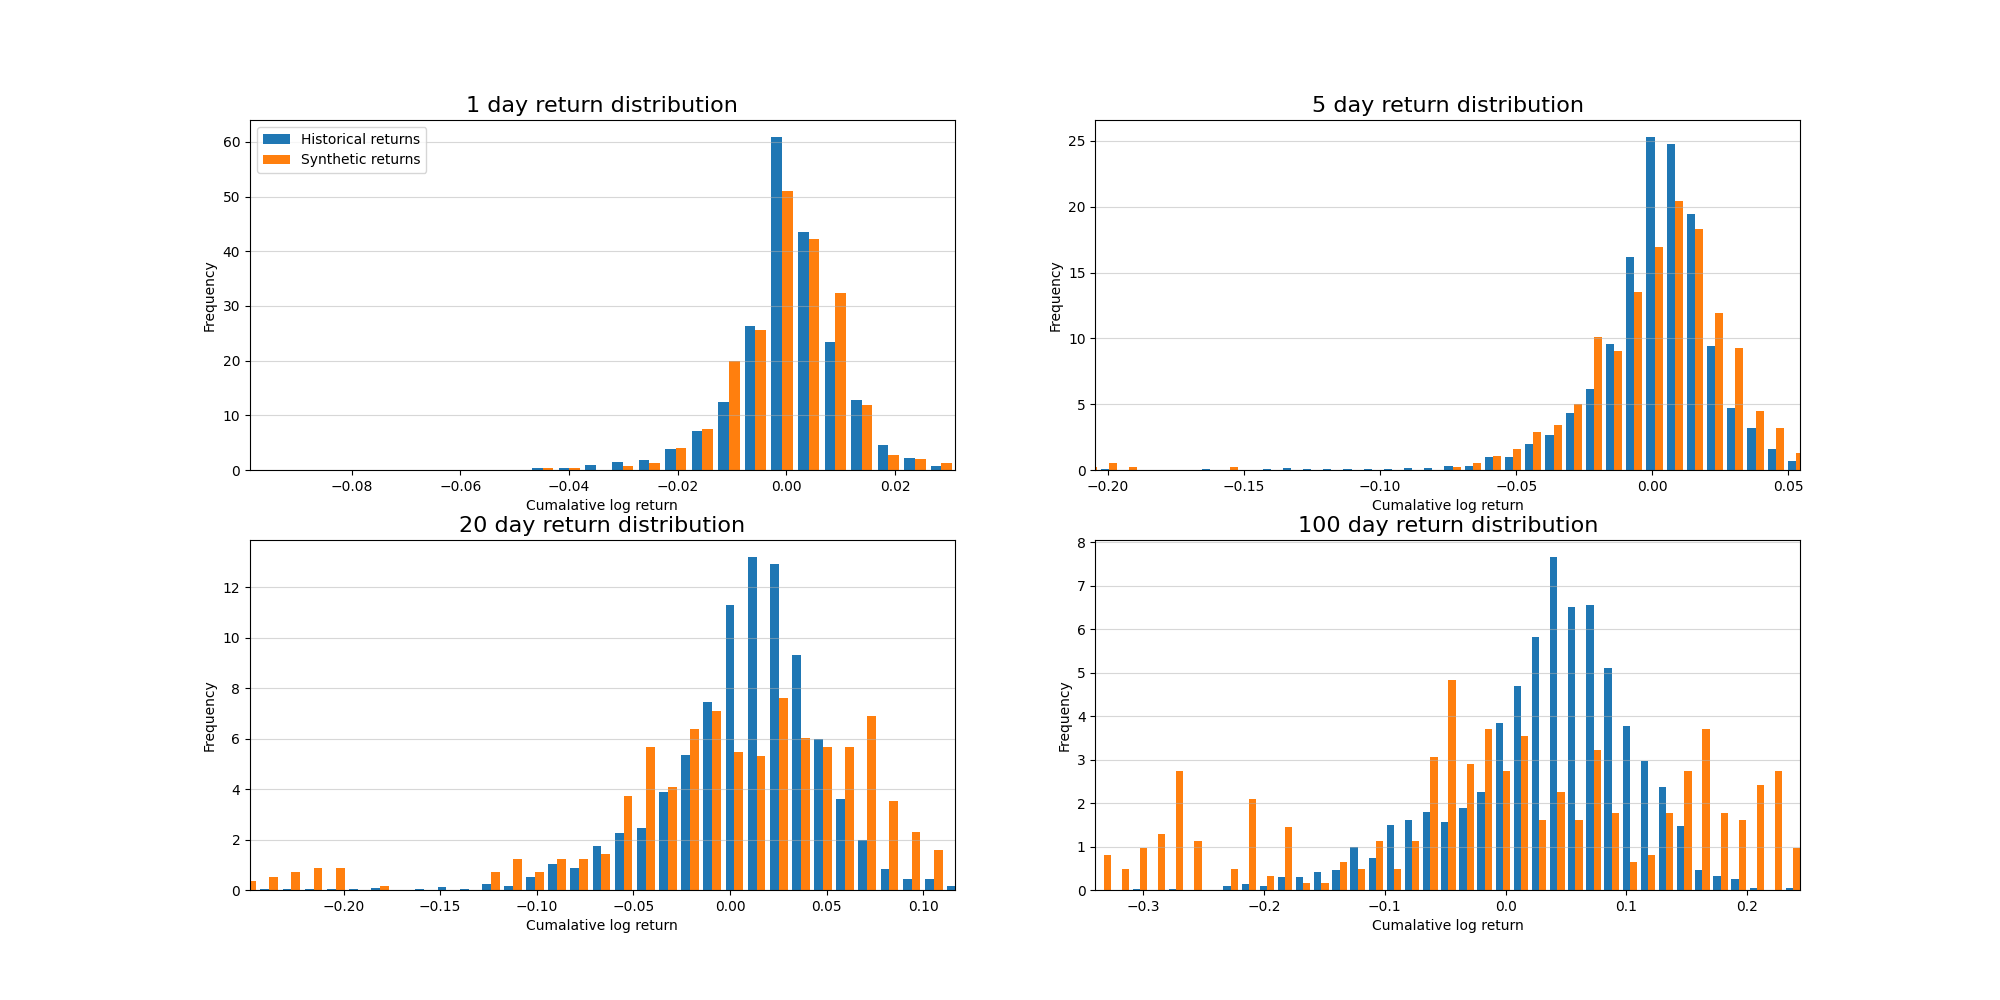 1 day return distribution
Historical returns
Synthetic returns
60
50
40
30
20
10
0
Frequency
−0.08 −0.06 −0.04 −0.02 0.00 0.02
Cumalative log return
5 day return distribution
25
20
15
10
5
0
Frequency
−0.20 −0.15 −0.10 −0.05 0.00 0.05
Cumalative log return
20 day return distribution
12
10
8
6
4
2
0
Frequency
−0.20 −0.15 −0.10 −0.05 0.00 0.05 0.10
Cumalative log return
100 day return distribution
8
7
6
5
4
3
2
1
0
Frequency
−0.3 −0.2 −0.1 0.0 0.1 0.2
Cumalative log return